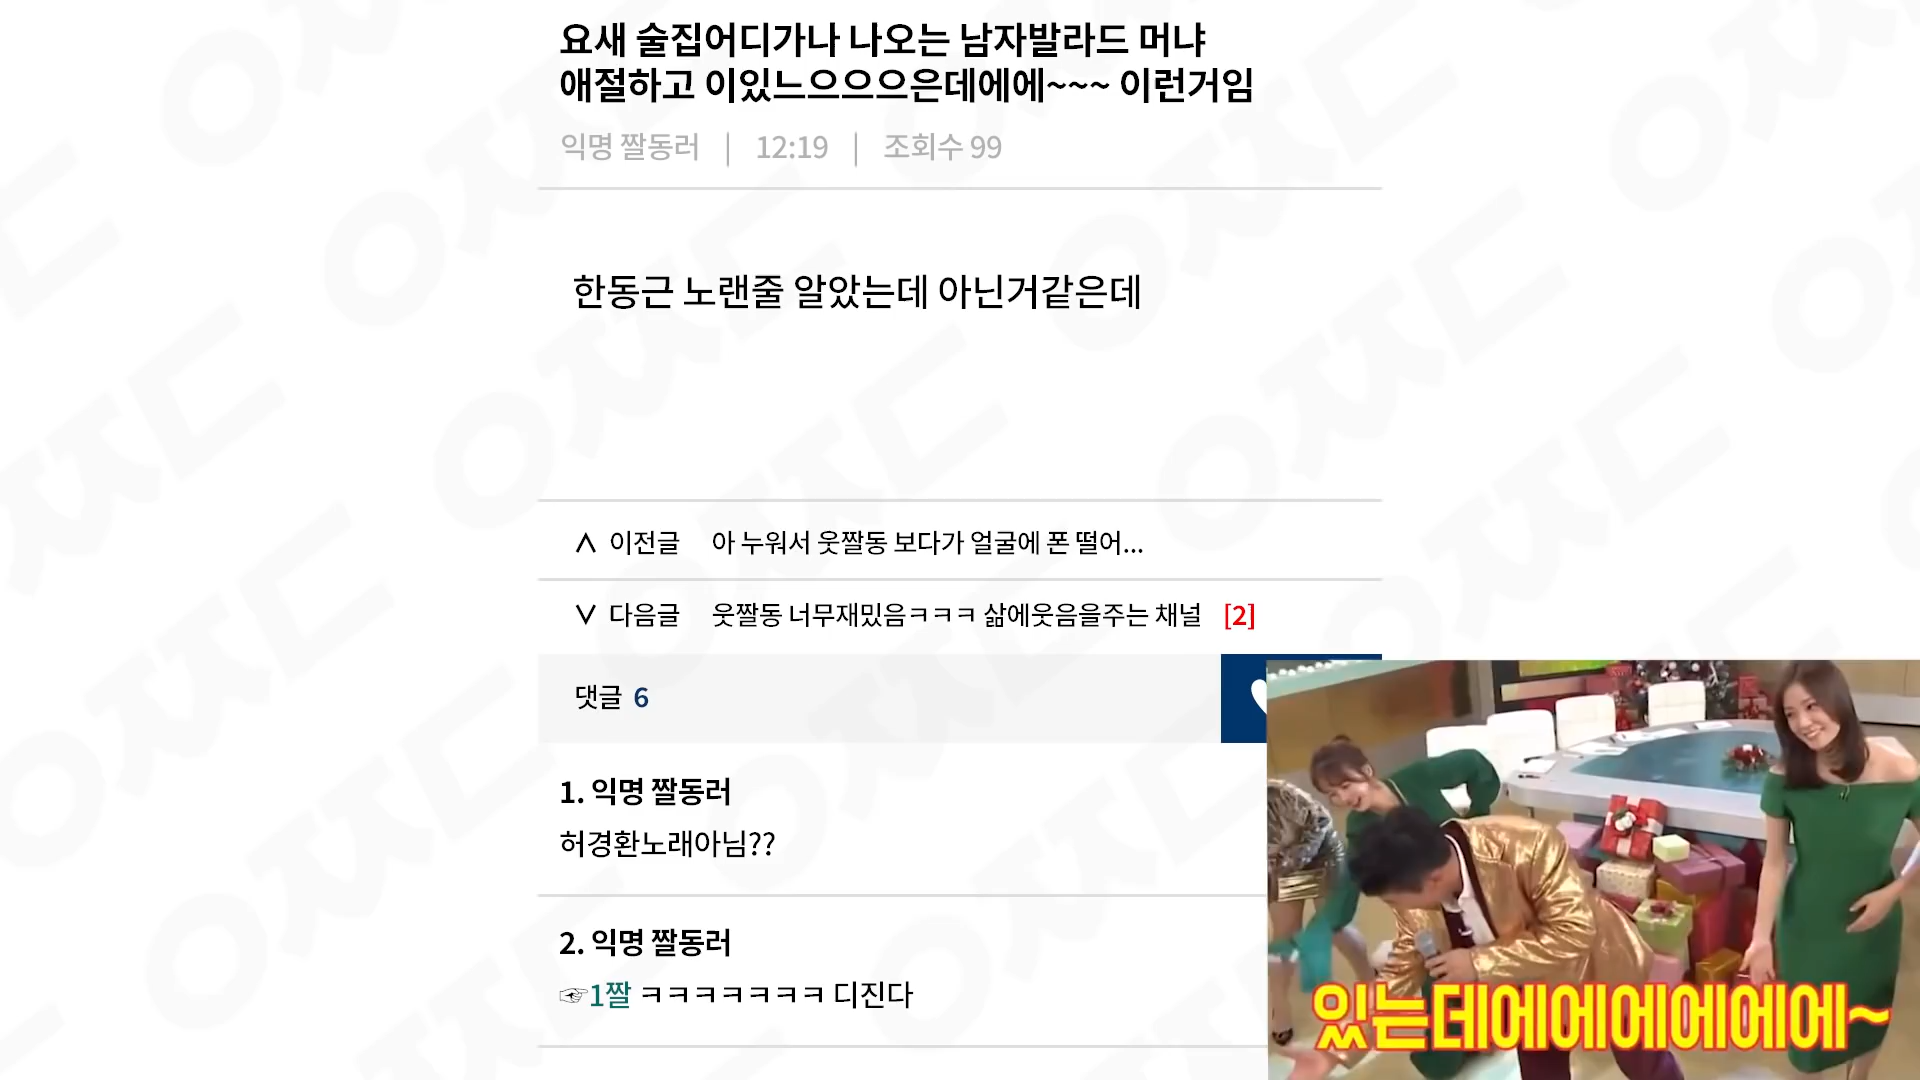 요새 술집어디가나 나오는 남자발라드 머냐
애절하고 이있느으으으은데에에~~~ 이런거임
익명 짤동러 | 12:19 | 조회수 99
한동근 노랜줄 알았는데 아닌거같은데
∧ 이전글 아 누워서 웃짤동 보다가 얼굴에 폰 떨어...
∨ 다음글 웃짤동 너무재밌음ㅋㅋㅋ 삶에웃음을주는 채널 [2]
댓글 6
1. 익명 짤동러
허경환노래아님??
2. 익명 짤동러
☞1짤 ㅋㅋㅋㅋㅋㅋㅋ 디진다
있는데에에에에에에~